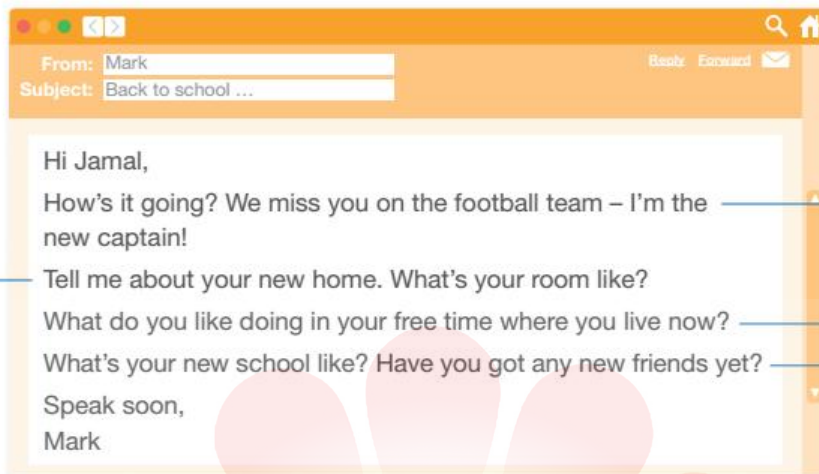 From: Mark
Reply Forward
Subject: Back to school ...
Hi Jamal,
How's it going? We miss you on the football team – I'm the
new captain!
Tell me about your new home. What's your room like?
What do you like doing in your free time where you live now?
What's your new school like? Have you got any new friends yet?
Speak soon,
Mark